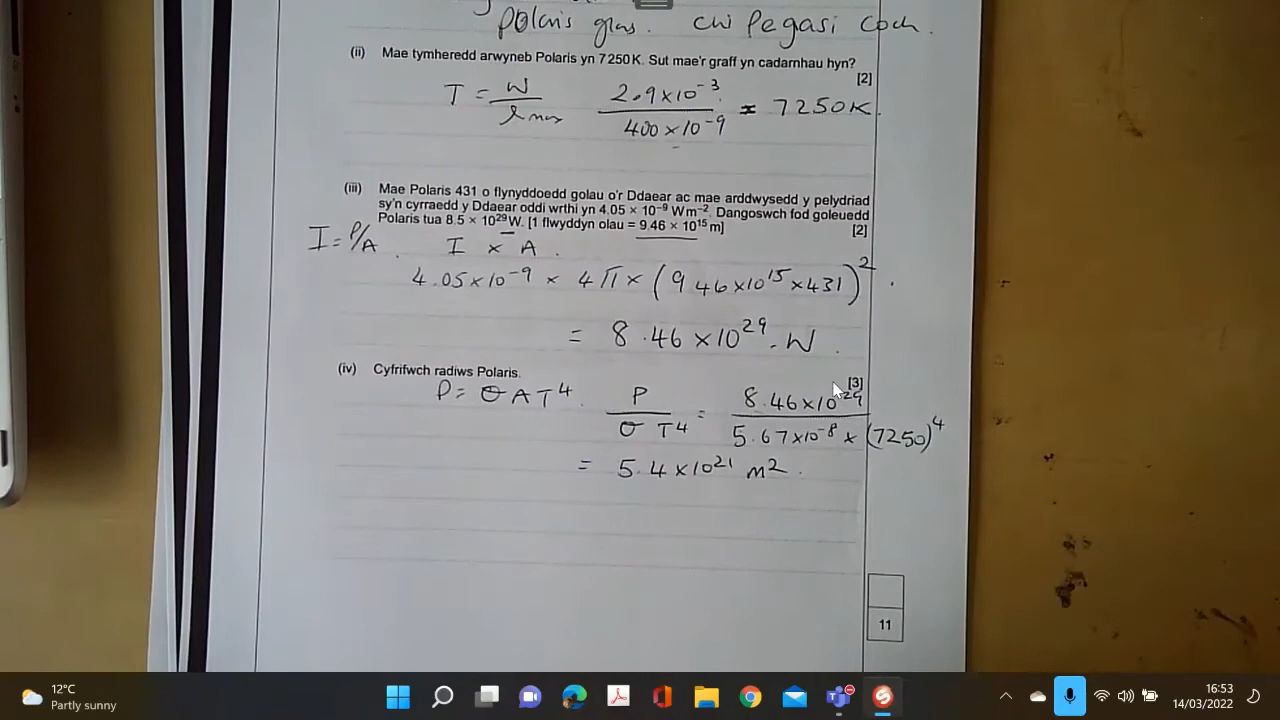 Polaris glas. CW Pegasi Coch.
(ii) Mae tymheredd arwyneb Polaris yn 7250K. Sut mae'r graff yn cadarnhau hyn?
[2]
T = W / λmax 2.9×10⁻³ / 400×10⁻⁹ = 7250K.
(iii) Mae Polaris 431 o flynyddoedd golau o'r Ddaear ac mae arddwysedd y pelydriad
sy'n cyrraedd y Ddaear oddi wrthi yn 4.05 × 10⁻⁹ W m⁻². Dangoswch fod goleuedd
Polaris tua 8.5 × 10²⁹ W. [1 flwyddyn olau = 9.46 × 10¹⁵ m] [2]
I = P/A. I × A.
4.05×10⁻⁹ × 4π × (9 46×10¹⁵ ×431)² .
= 8.46 ×10²⁹. W .
(iv) Cyfrifwch radiws Polaris.
[3]
P = σAT⁴. P / σT⁴ = 8.46×10²⁹ / 5.67×10⁻⁸ × (7250)⁴
= 5.4×10²¹ m².
11
12°C
Partly sunny
16:53
14/03/2022